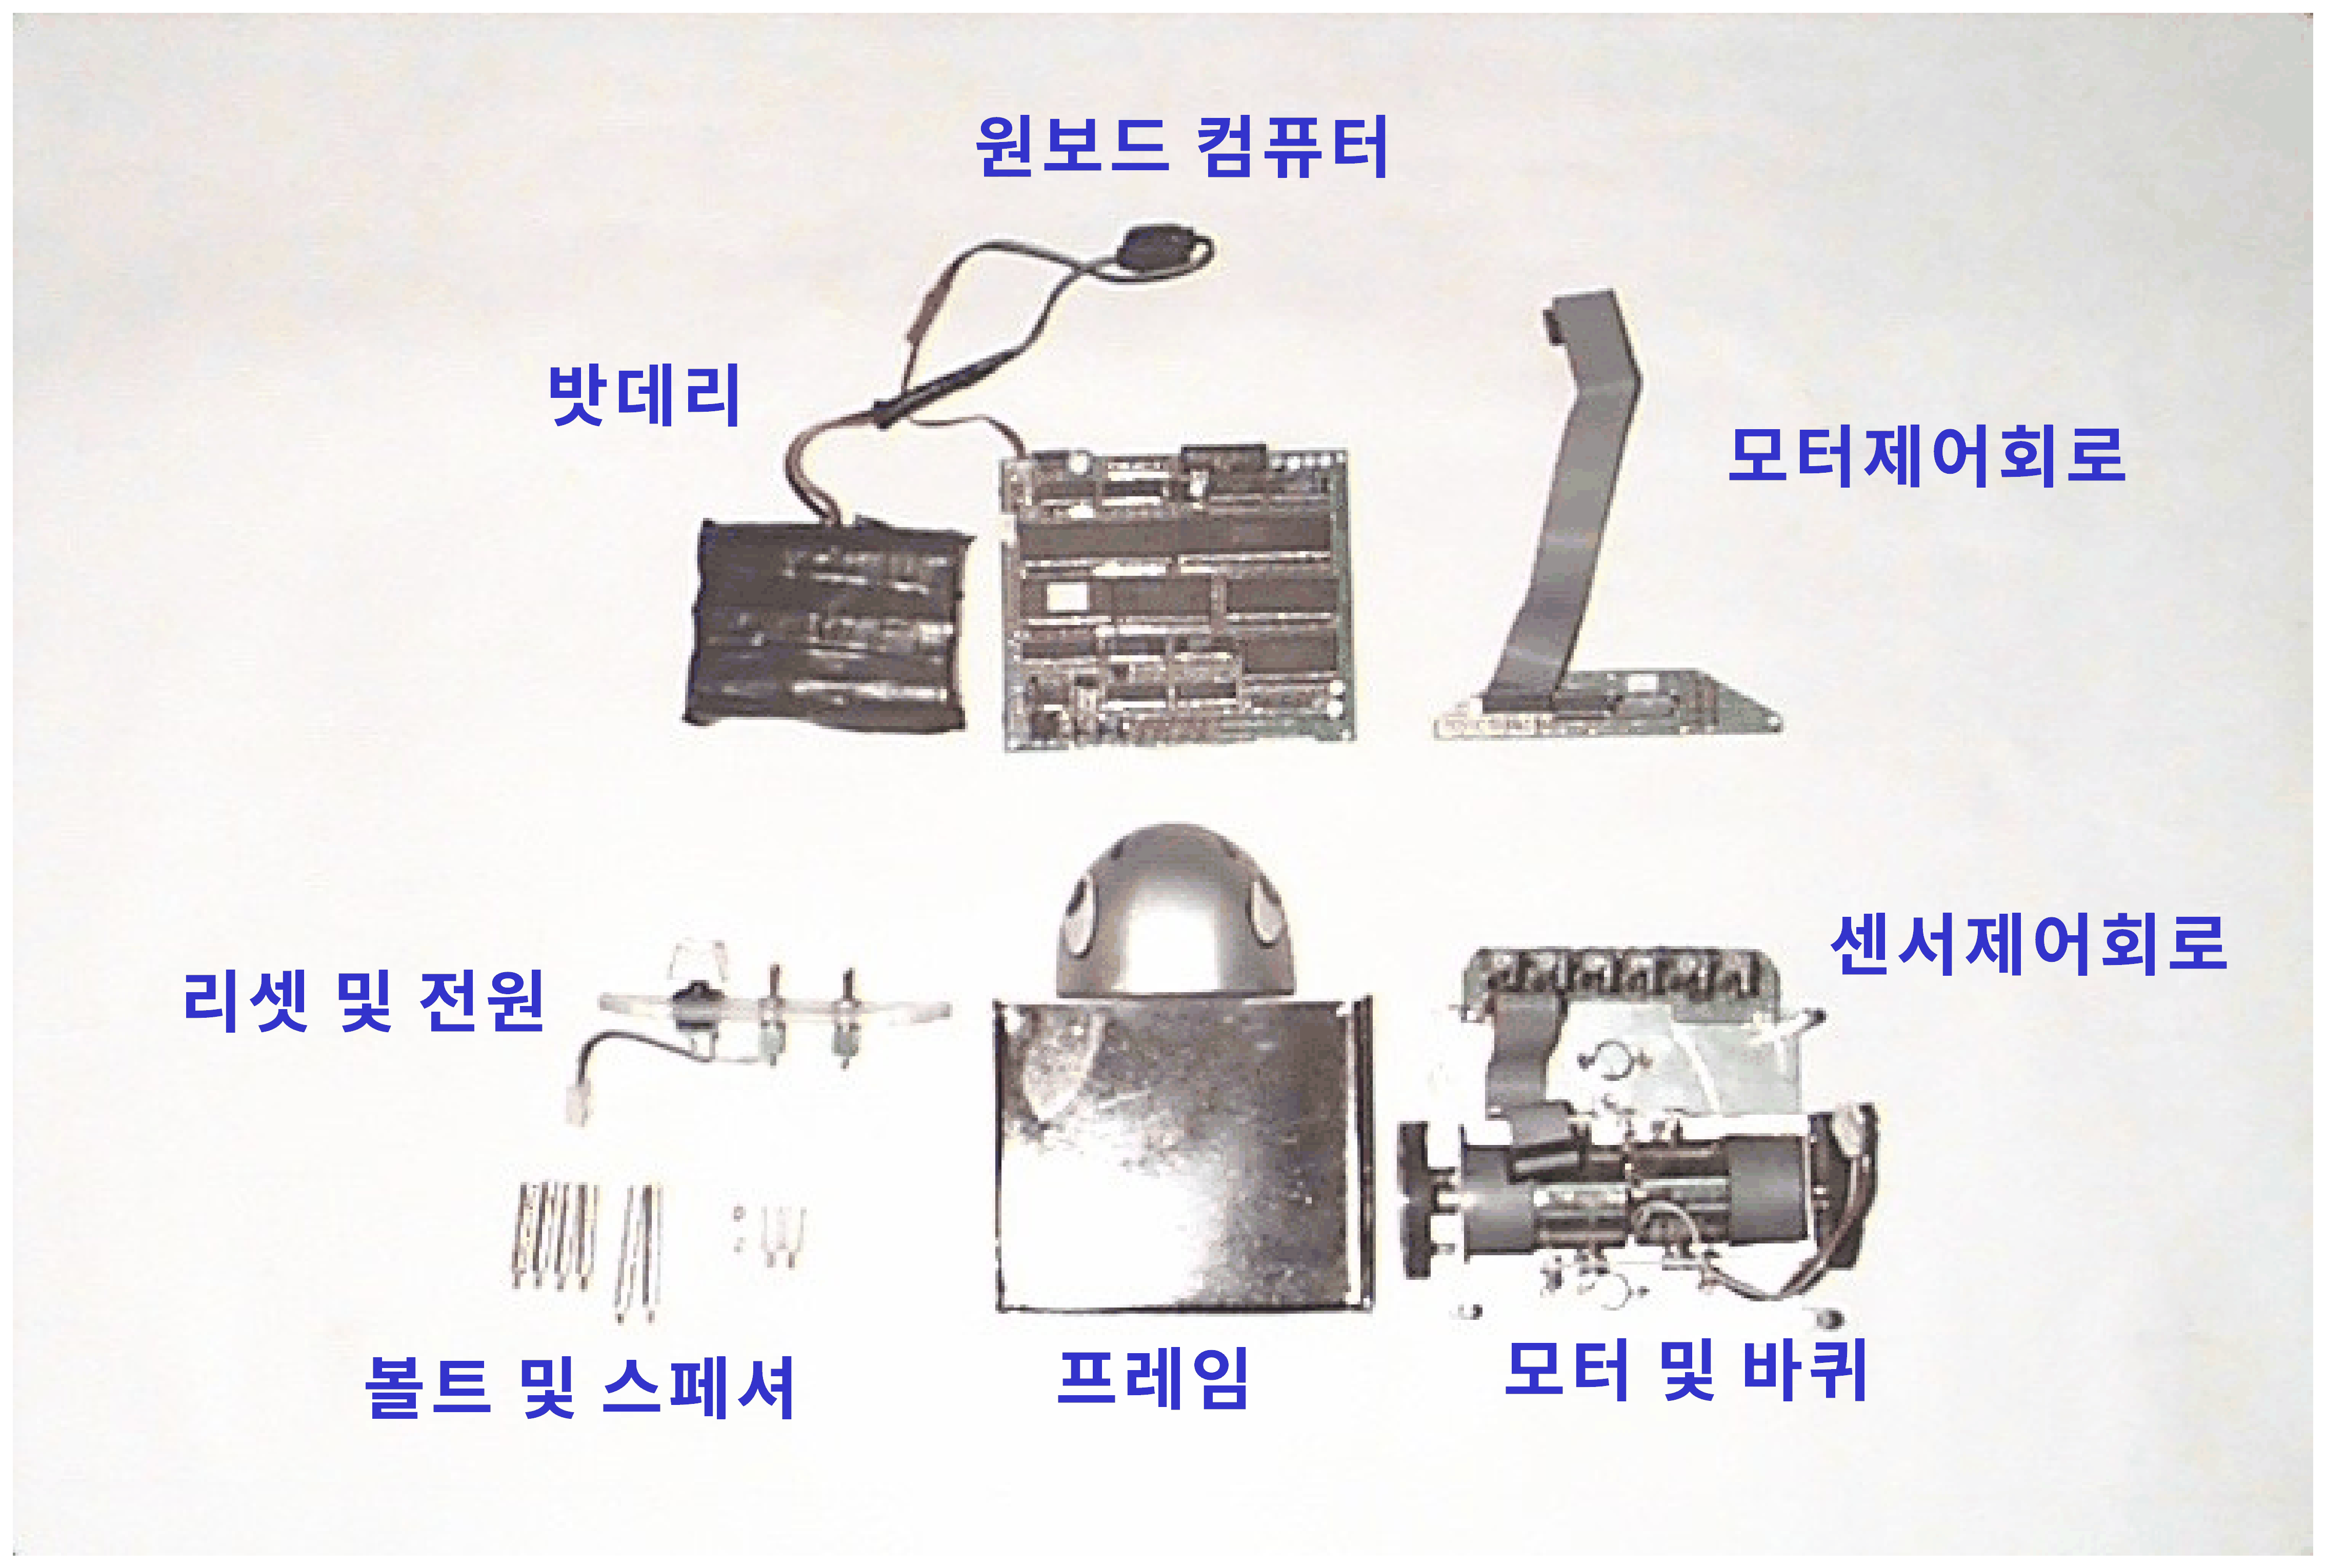 원보드 컴퓨터
밧데리
모터제어회로
센서제어회로
리셋 및 전원
볼트 및 스페셔
프레임
모터 및 바퀴